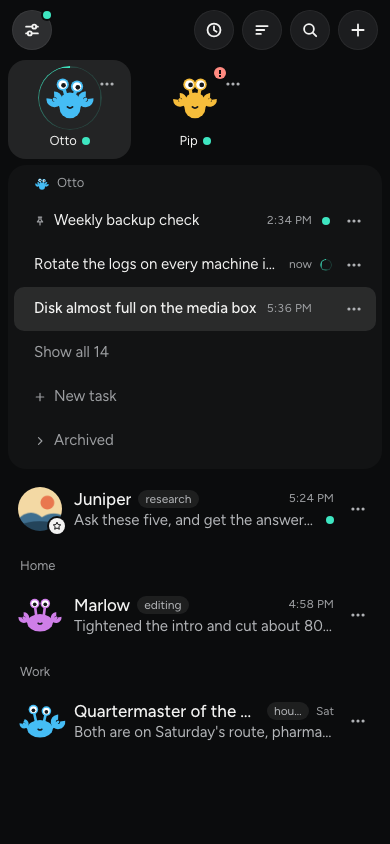 Otto
Pip
Otto
Weekly backup check 2:34 PM
Rotate the logs on every machine i... now
Disk almost full on the media box 5:36 PM
Show all 14
New task
Archived
Juniper research 5:24 PM
Ask these five, and get the answer...
Home
Marlow editing 4:58 PM
Tightened the intro and cut about 80...
Work
Quartermaster of the ... hou... Sat
Both are on Saturday's route, pharma...